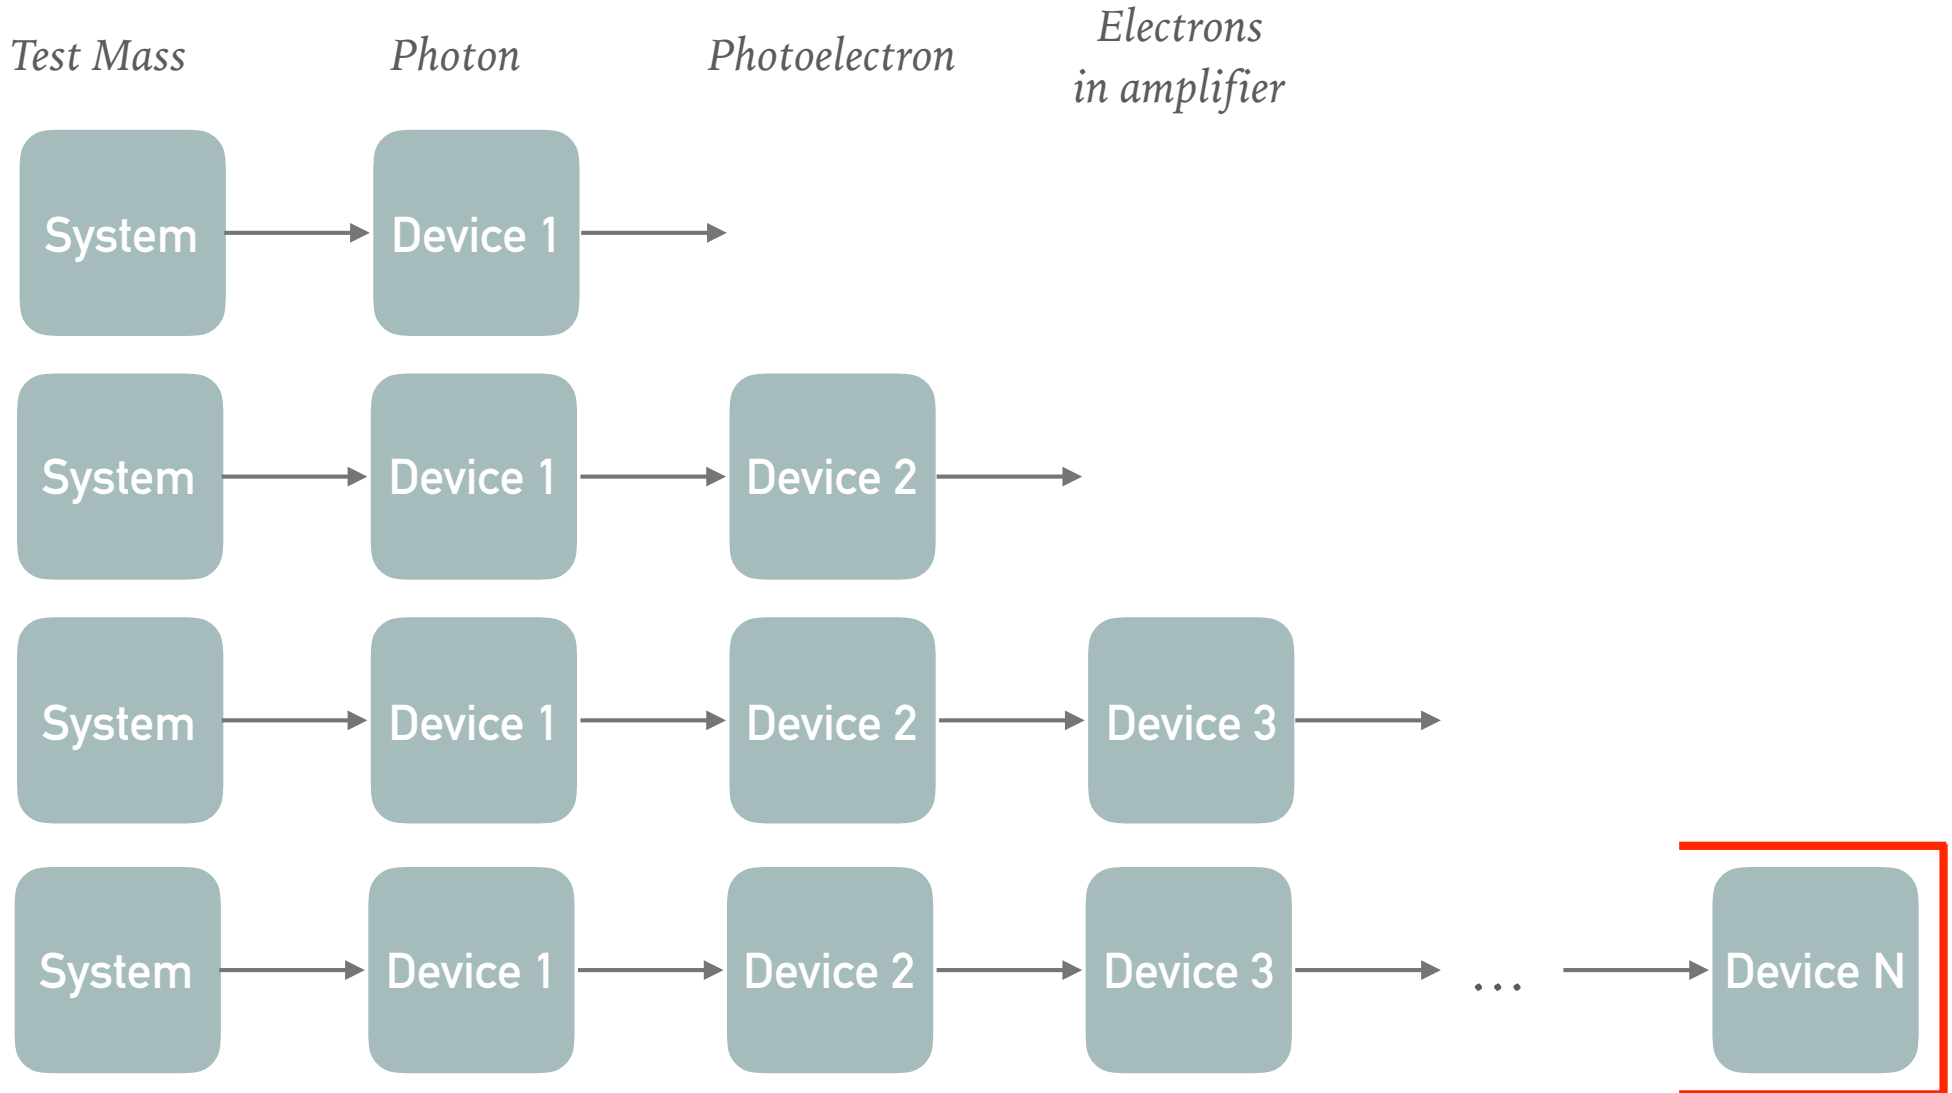 Test Mass
Photon
Photoelectron
Electrons
in amplifier
System
Device 1
System
Device 1
Device 2
System
Device 1
Device 2
Device 3
System
Device 1
Device 2
Device 3
...
Device N